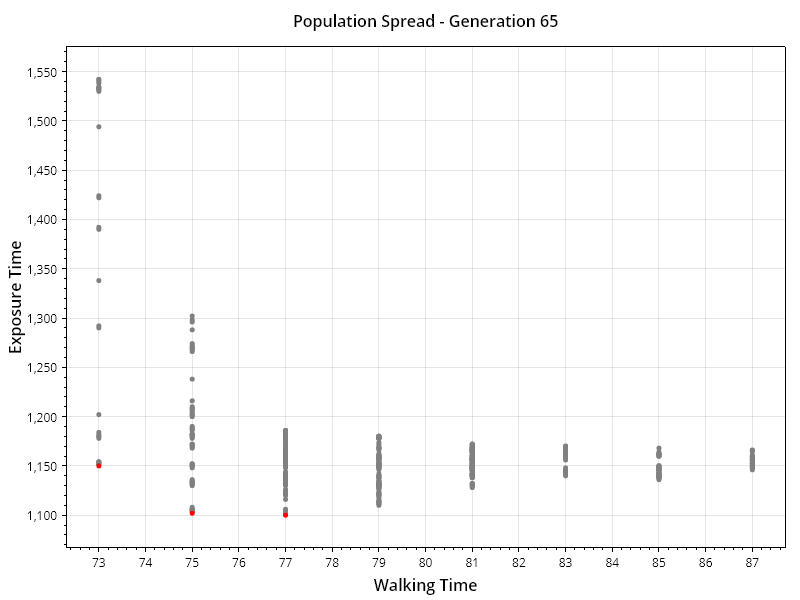 Population Spread - Generation 65
Exposure Time
1,550
1,500
1,450
1,400
1,350
1,300
1,250
1,200
1,150
1,100
73 74 75 76 77 78 79 80 81 82 83 84 85 86 87
Walking Time